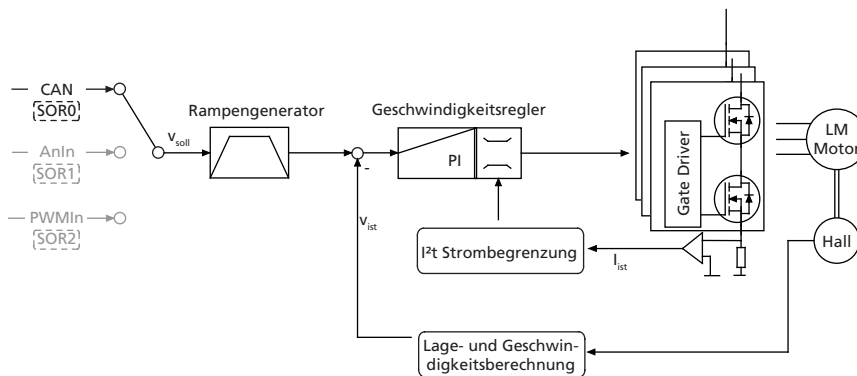 CAN
SOR0
AnIn
SOR1
PWMIn
SOR2
v soll
Rampengenerator
-
v ist
Geschwindigkeitsregler
PI
I²t Strombegrenzung
I ist
Lage- und Geschwin-
digkeitsberechnung
Gate Driver
LM
Motor
Hall